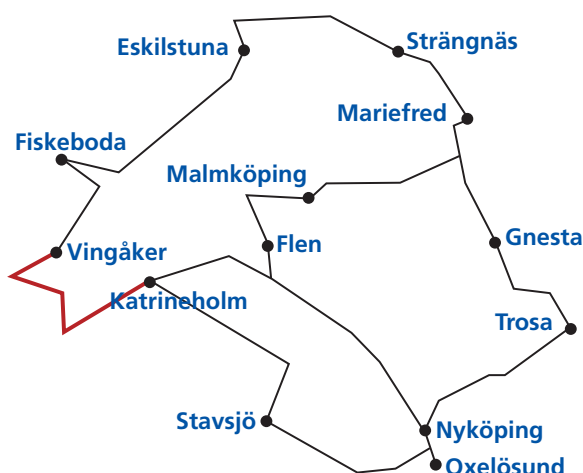 Eskilstuna
Strängnäs
Mariefred
Fiskeboda
Malmköping
Vingåker
Flen
Gnesta
Katrineholm
Trosa
Stavsjö
Nyköping
Oxelösund